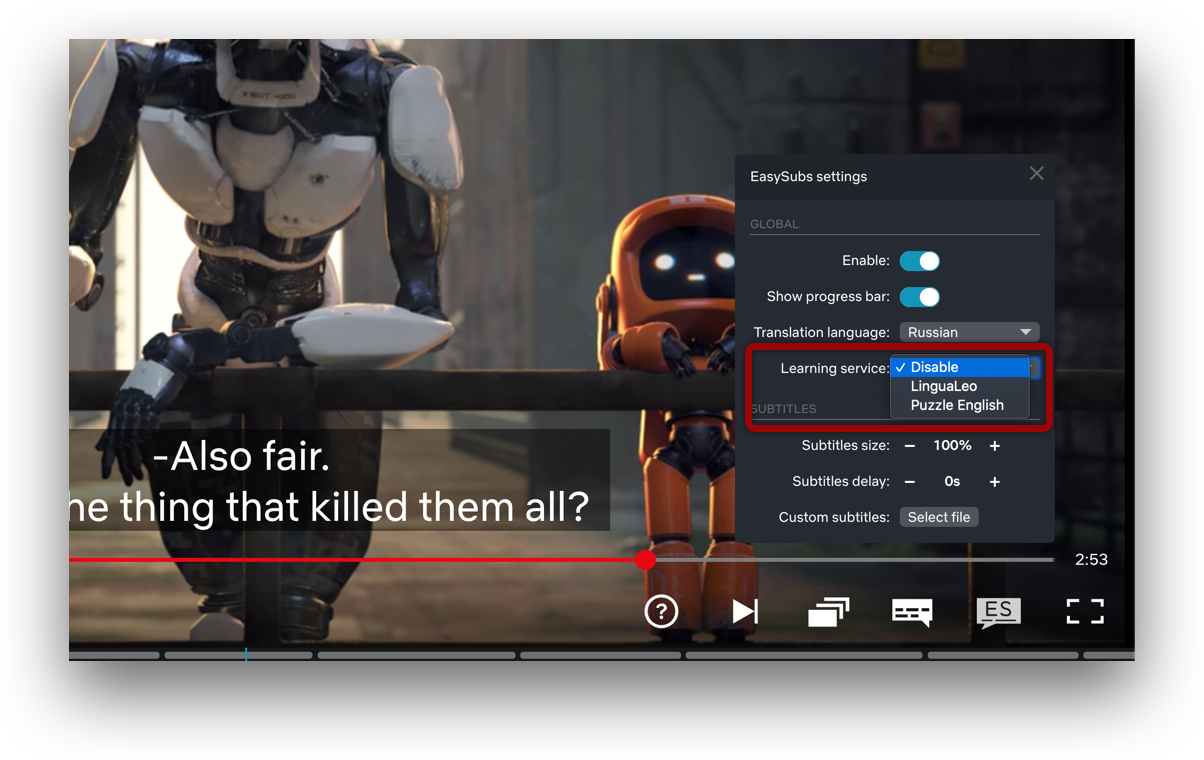 XBOT 4000
EasySubs settings
GLOBAL
Enable:
Show progress bar:
Translation language: Russian
Learning service: ✓ Disable
LinguaLeo
Puzzle English
SUBTITLES
Subtitles size: − 100% +
Subtitles delay: − 0s +
Custom subtitles: Select file
-Also fair.
he thing that killed them all?
2:53
?
ES